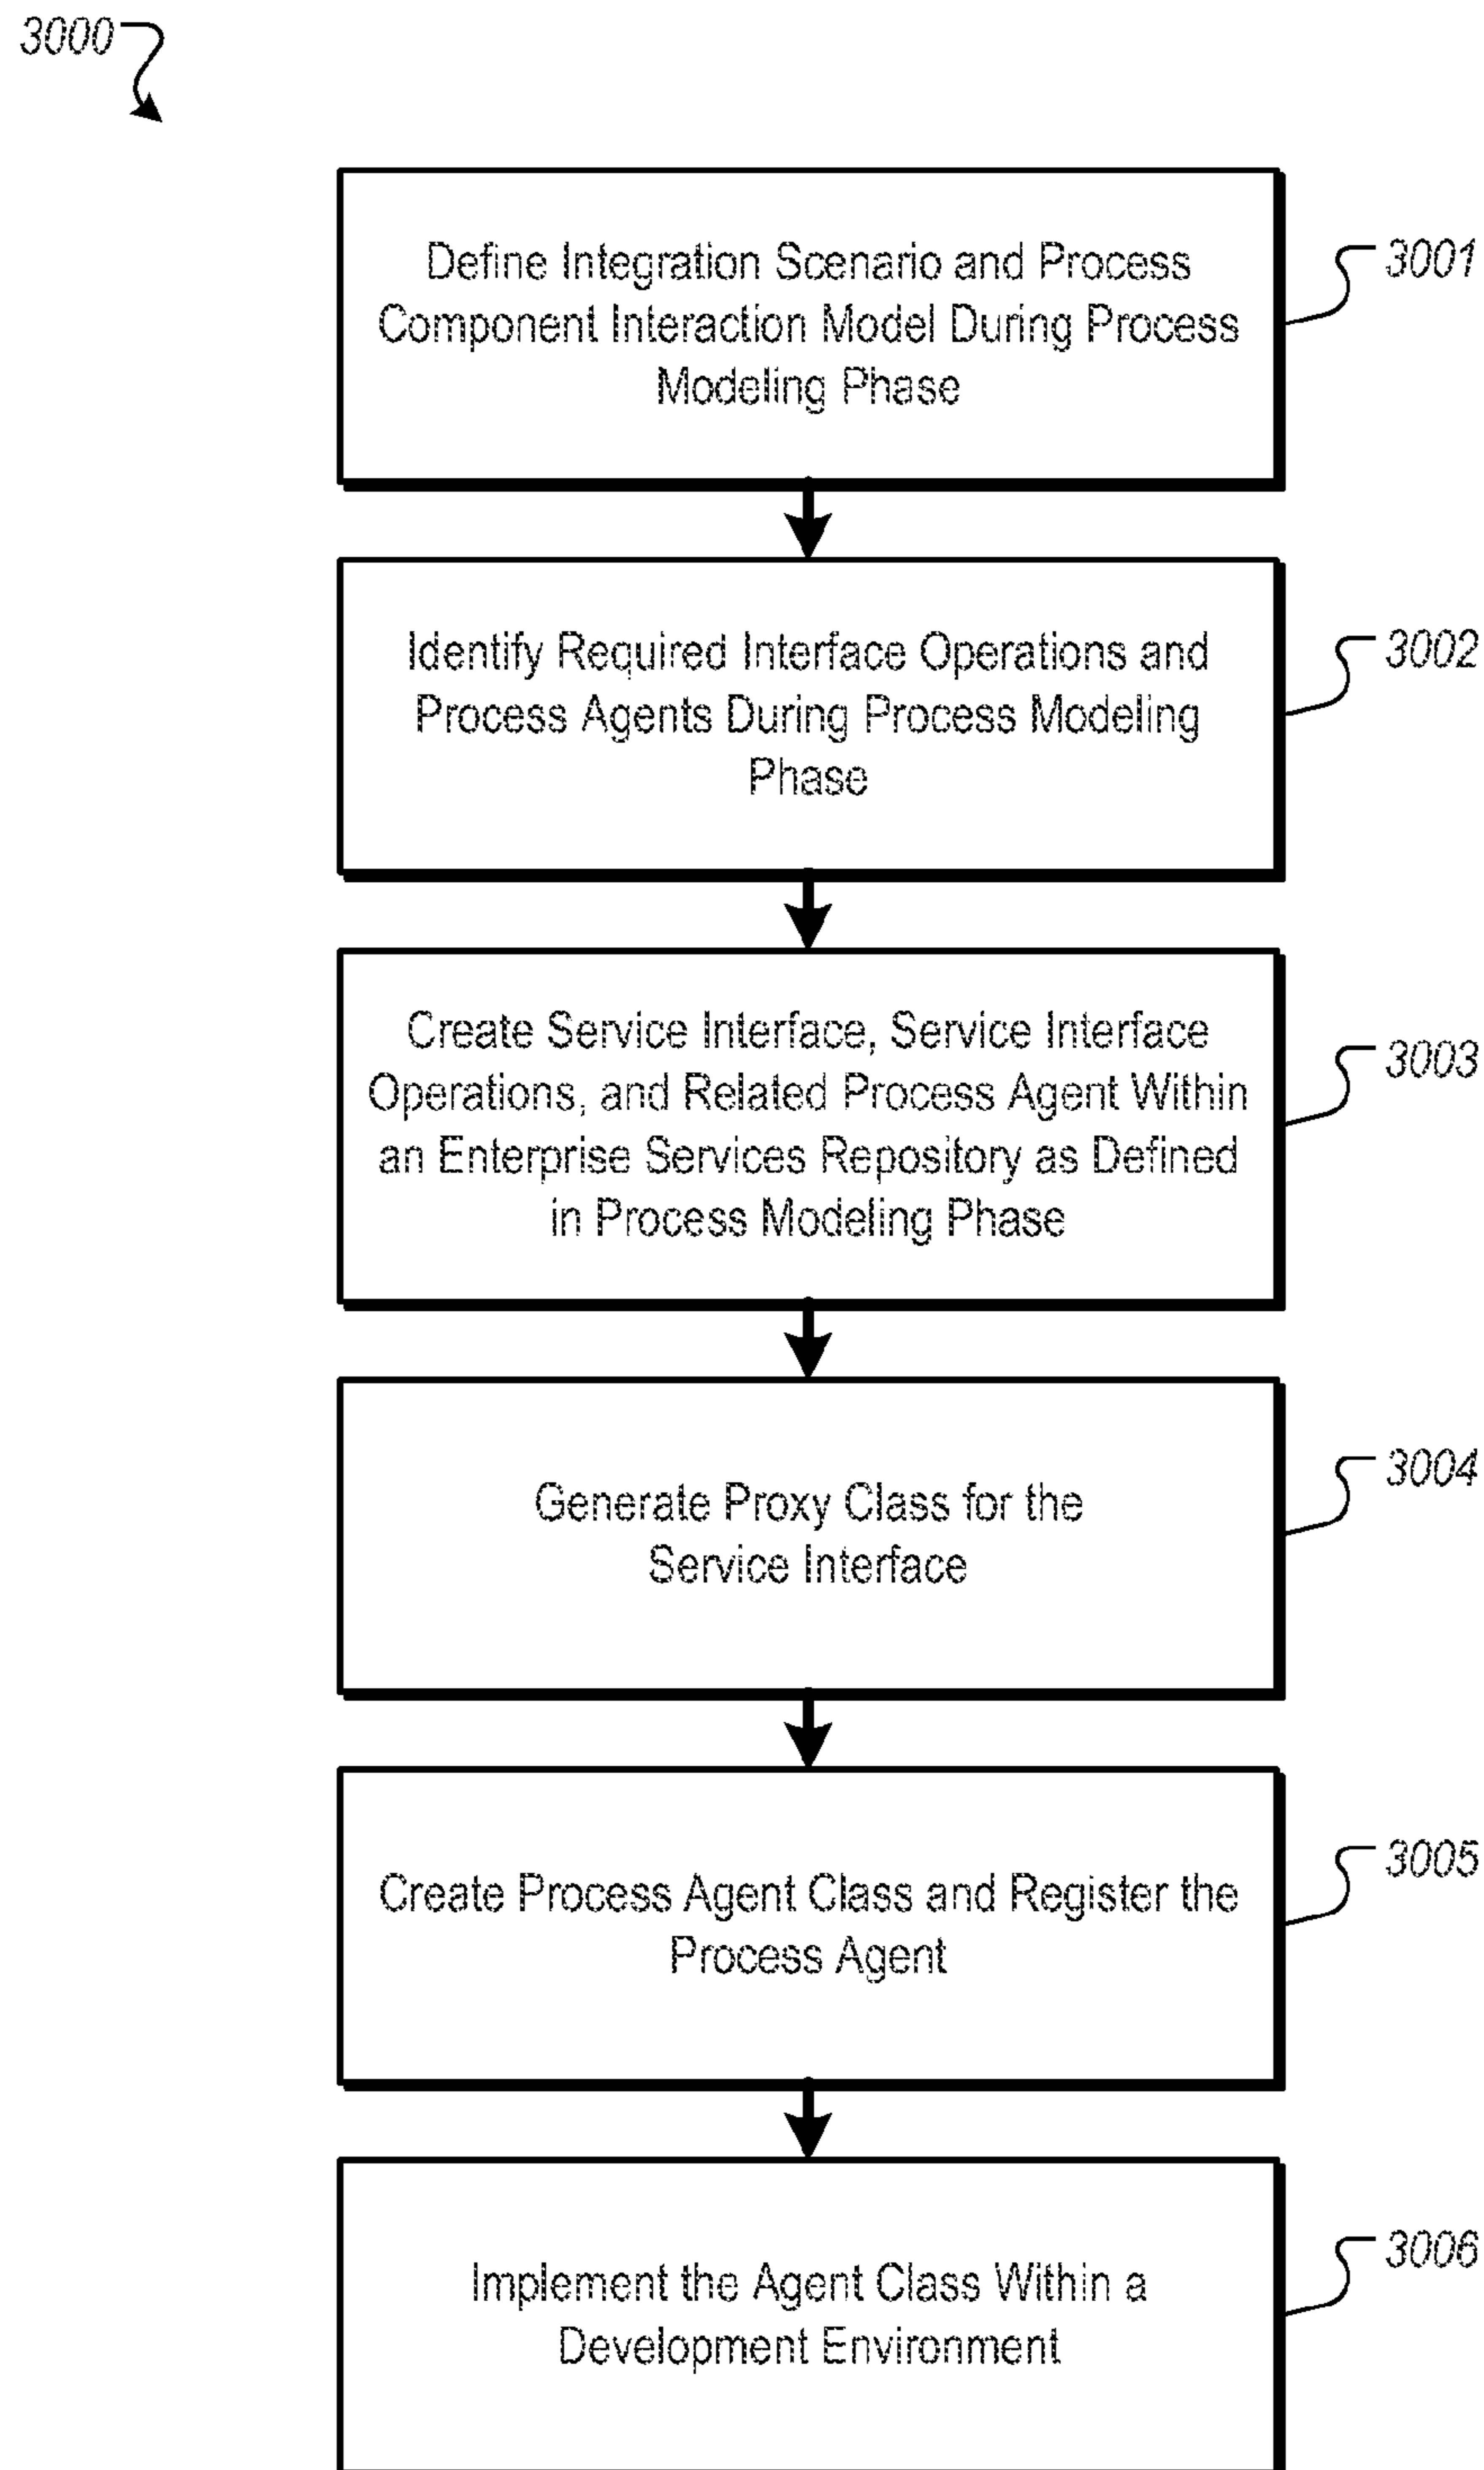 3000
Define Integration Scenario and Process
Component Interaction Model During Process
Modeling Phase
3001
Identify Required Interface Operations and
Process Agents During Process Modeling
Phase
3002
Create Service Interface, Service Interface
Operations, and Related Process Agent Within
an Enterprise Services Repository as Defined
in Process Modeling Phase
3003
Generate Proxy Class for the
Service Interface
3004
Create Process Agent Class and Register the
Process Agent
3005
Implement the Agent Class Within a
Development Environment
3006